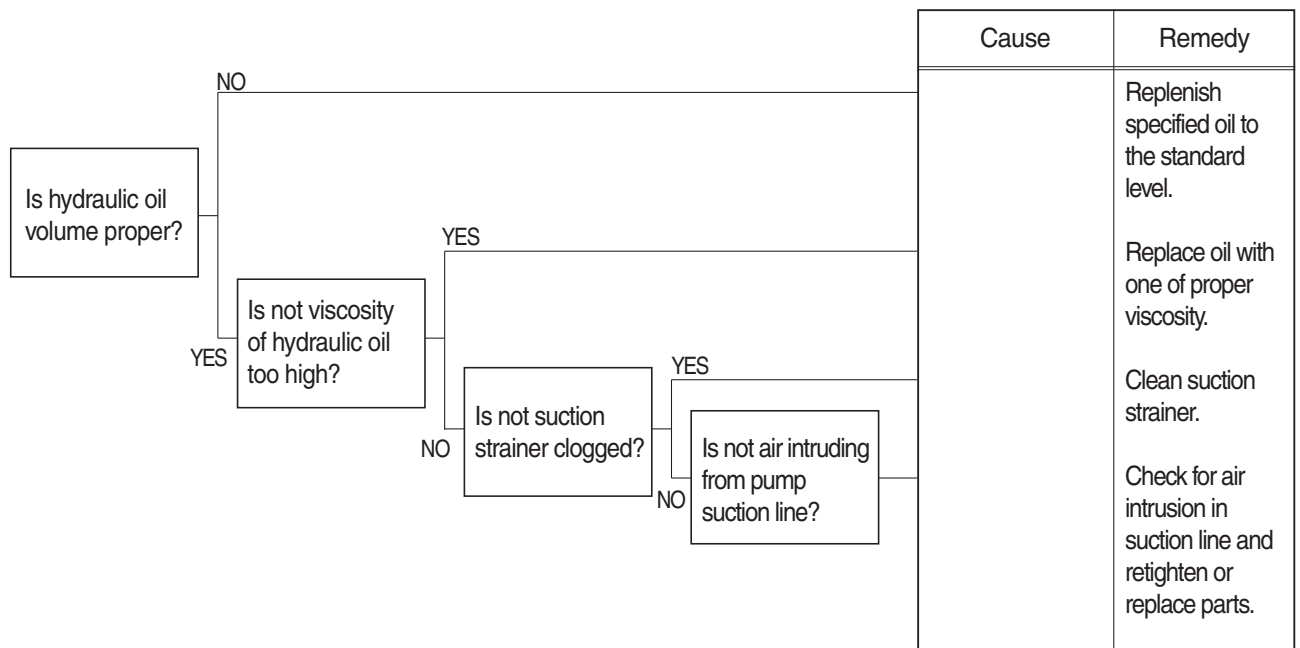 Cause
Remedy
NO
Replenish
specified oil to
the standard
level.
Is hydraulic oil
volume proper?
YES
Replace oil with
one of proper
viscosity.
YES
Is not viscosity
of hydraulic oil
too high?
YES
Clean suction
strainer.
NO
Is not suction
strainer clogged?
NO
Is not air intruding
from pump
suction line?
Check for air
intrusion in
suction line and
retighten or
replace parts.